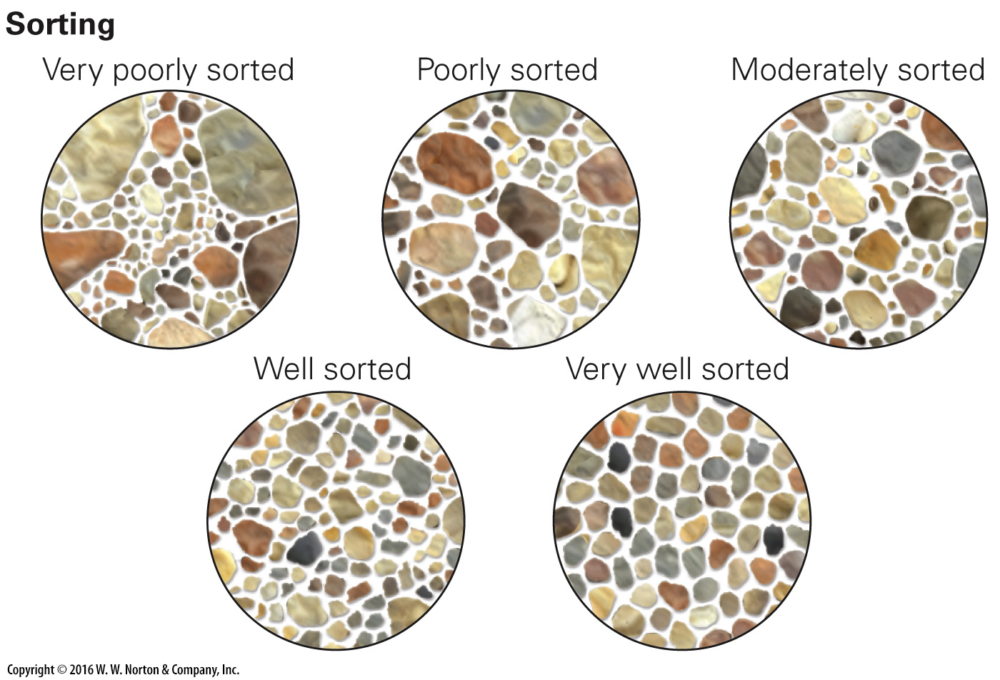 Sorting
Very poorly sorted
Poorly sorted
Moderately sorted
Well sorted
Very well sorted
Copyright © 2016 W. W. Norton & Company, Inc.